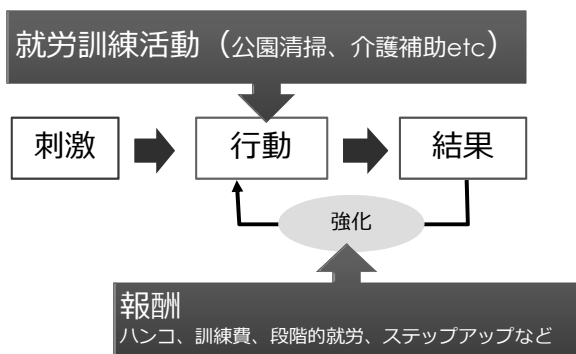 就労訓練活動（公園清掃、介護補助etc）
刺激
行動
結果
強化
報酬
ハンコ、訓練費、段階的就労、ステップアップなど